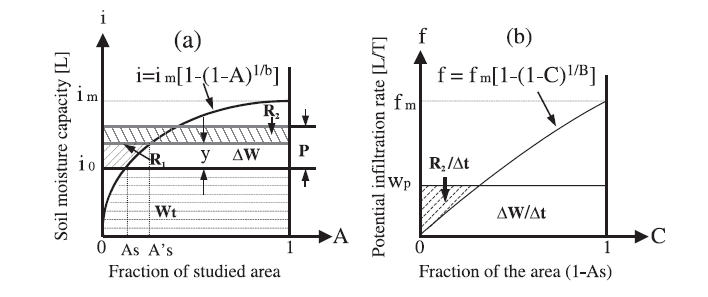 i
(a)
Soil moisture capacity [L]
i=i m[1-(1-A)^1/b]
i m
R₂
R₁
y
ΔW
P
i o
Wt
0
As A's
1
A
Fraction of studied area
f
(b)
Potential infiltration rate [L/T]
f = f m[1-(1-C)^1/B]
f m
R₂/Δt
Wp
ΔW/Δt
0
1
C
Fraction of the area (1-As)